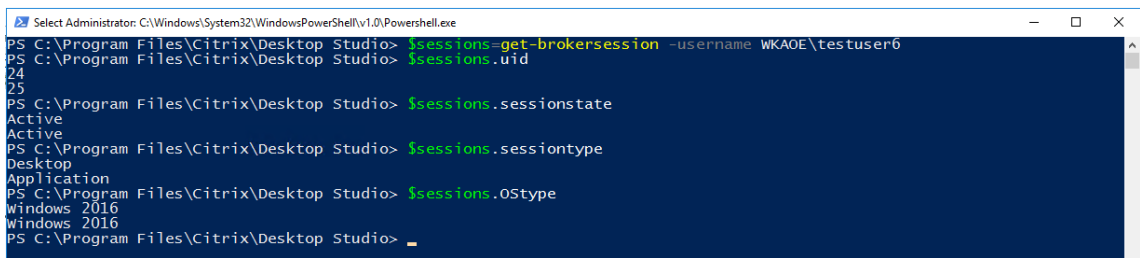 Select Administrator: C:\Windows\System32\WindowsPowerShell\v1.0\Powershell.exe
PS C:\Program Files\Citrix\Desktop Studio> $sessions=get-brokersession -username WKAOE\testuser6
PS C:\Program Files\Citrix\Desktop Studio> $sessions.uid
24
25
PS C:\Program Files\Citrix\Desktop Studio> $sessions.sessionstate
Active
Active
PS C:\Program Files\Citrix\Desktop Studio> $sessions.sessiontype
Desktop
Application
PS C:\Program Files\Citrix\Desktop Studio> $sessions.OStype
Windows 2016
Windows 2016
PS C:\Program Files\Citrix\Desktop Studio>